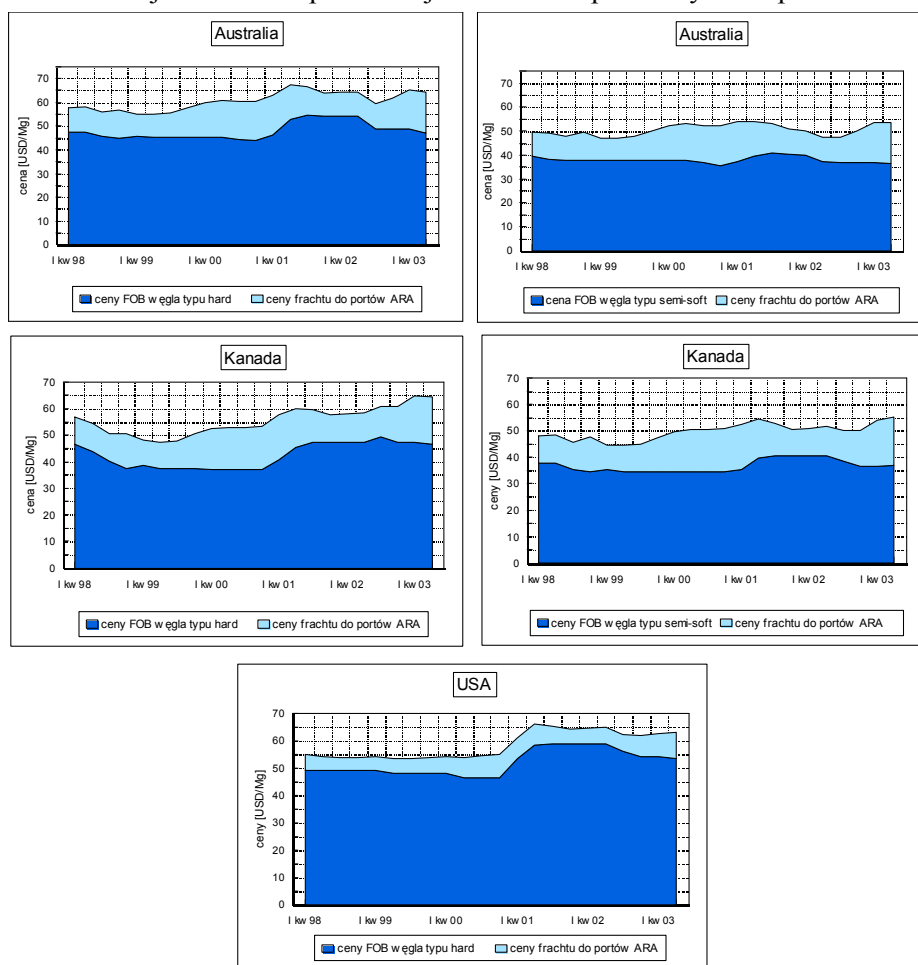 Australia
cena [USD/Mg]
70
60
50
40
30
20
10
0
I kw 98 I kw 99 I kw 00 I kw 01 I kw 02 I kw 03
ceny FOB węgla typu hard ceny frachtu do portów ARA
Australia
cena [USD/Mg]
70
60
50
40
30
20
10
0
I kw 98 I kw 99 I kw 00 I kw 01 I kw 02 I kw 03
cena FOB węgla typu semi-soft ceny frachtu do portów ARA
Kanada
cena [USD/Mg]
70
60
50
40
30
20
10
0
I kw 98 I kw 99 I kw 00 I kw 01 I kw 02 I kw 03
ceny FOB węgla typu hard ceny frachtu do portów ARA
Kanada
ceny [USD/Mg]
70
60
50
40
30
20
10
0
I kw 98 I kw 99 I kw 00 I kw 01 I kw 02 I kw 03
ceny FOB węgla typu semi-soft ceny frachtu do portów ARA
USA
ceny [USD/Mg]
70
60
50
40
30
20
10
0
I kw 98 I kw 99 I kw 00 I kw 01 I kw 02 I kw 03
ceny FOB węgla typu hard ceny frachtu do portów ARA